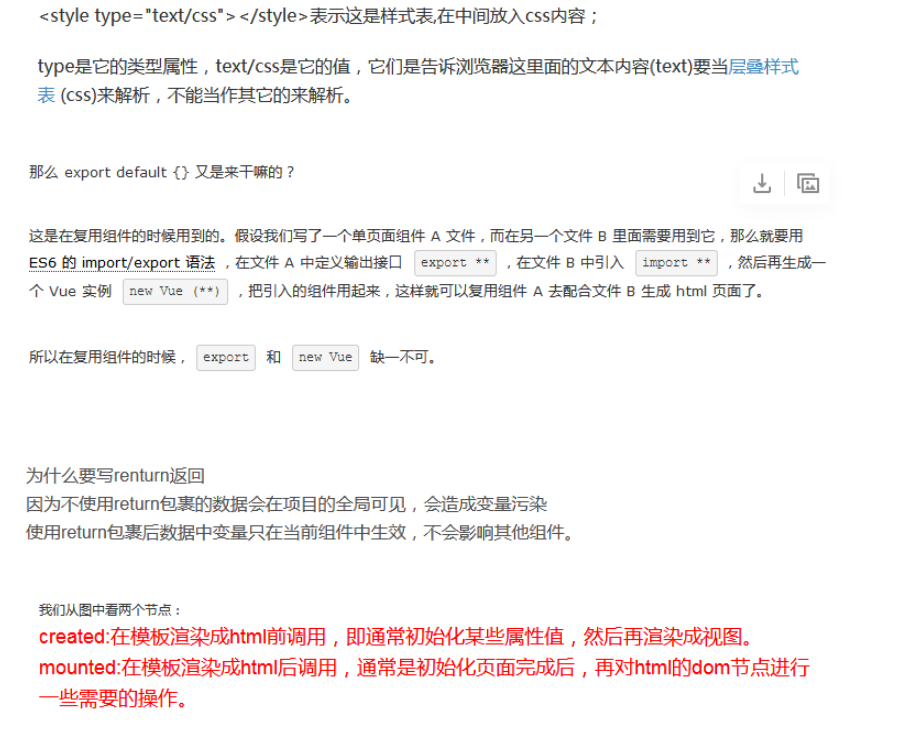 <style type="text/css"></style>表示这是样式表,在中间放入css内容；
type是它的类型属性，text/css是它的值，它们是告诉浏览器这里面的文本内容(text)要当层叠样式
表 (css)来解析，不能当作其它的来解析。
那么 export default {} 又是来干嘛的？
这是在复用组件的时候用到的。假设我们写了一个单页面组件 A 文件，而在另一个文件 B 里面需要用到它，那么就要用
ES6 的 import/export 语法 ，在文件 A 中定义输出接口 export ** ，在文件 B 中引入 import ** ，然后再生成一
个 Vue 实例 new Vue (**) ，把引入的组件用起来，这样就可以复用组件 A 去配合文件 B 生成 html 页面了。
所以在复用组件的时候， export 和 new Vue 缺一不可。
为什么要写renturn返回
因为不使用return包裹的数据会在项目的全局可见，会造成变量污染
使用return包裹后数据中变量只在当前组件中生效，不会影响其他组件。
我们从图中看两个节点：
created:在模板渲染成html前调用，即通常初始化某些属性值，然后再渲染成视图。
mounted:在模板渲染成html后调用，通常是初始化页面完成后，再对html的dom节点进行
一些需要的操作。